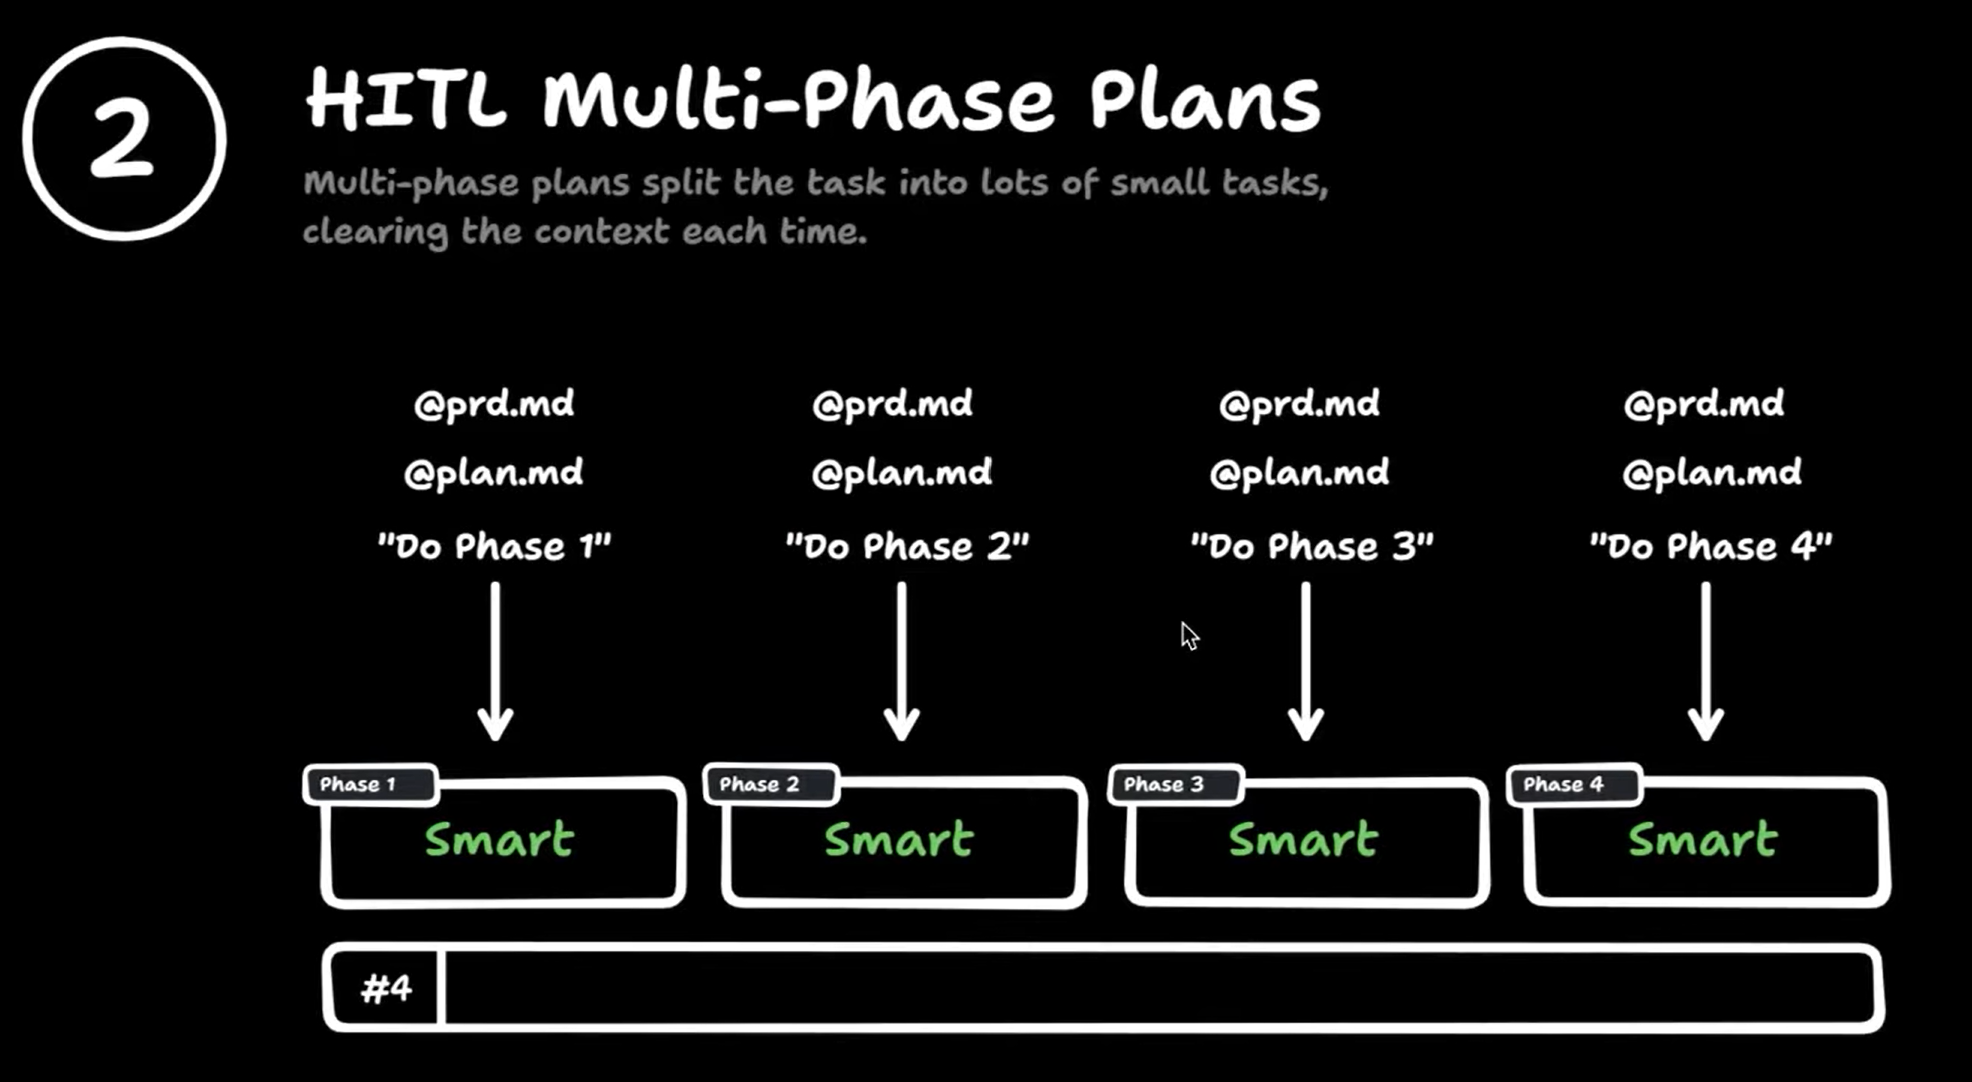 2
HITL Multi-Phase Plans
Multi-phase plans split the task into lots of small tasks,
clearing the context each time.
@prd.md @prd.md @prd.md @prd.md
@plan.md @plan.md @plan.md @plan.md
"Do Phase 1" "Do Phase 2" "Do Phase 3" "Do Phase 4"
Phase 1 Phase 2 Phase 3 Phase 4
Smart Smart Smart Smart
#4